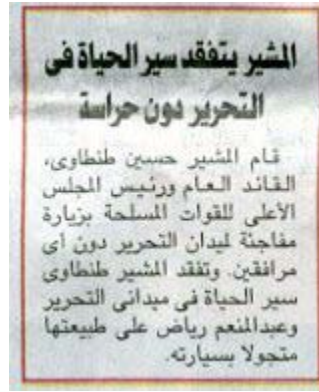 المشير يتفقد سير الحياة فى
التحرير دون حراسة
قام المشير حسين طنطاوى،
القائد العام ورئيس المجلس
الأعلى للقوات المسلحة بزيارة
مفاجئة لميدان التحرير دون أى
مرافقين. وتفقد المشير طنطاوى
سير الحياة فى ميدانى التحرير
وعبدالمنعم رياض على طبيعتها
متجولا بسيارته.